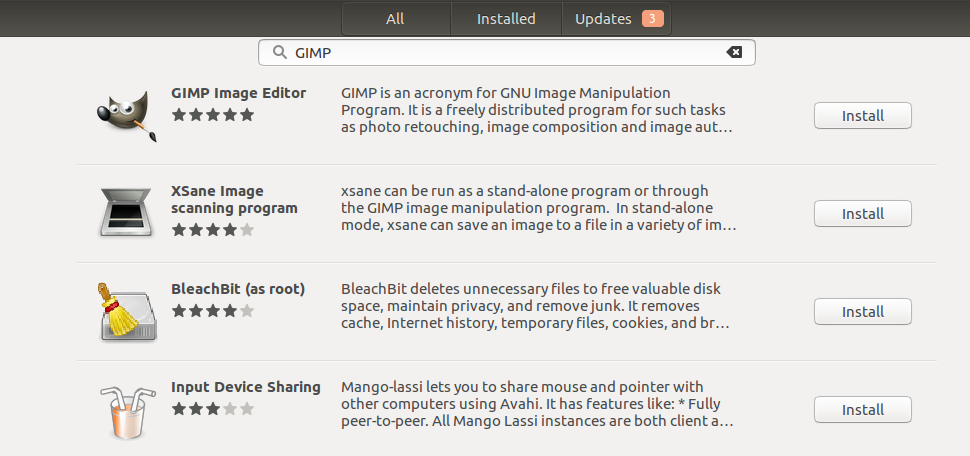 All Installed Updates 3
GIMP
GIMP Image Editor
GIMP is an acronym for GNU Image Manipulation
Program. It is a freely distributed program for such tasks
as photo retouching, image composition and image aut…
Install
XSane Image
scanning program
xsane can be run as a stand-alone program or through
the GIMP image manipulation program. In stand-alone
mode, xsane can save an image to a file in a variety of im…
Install
BleachBit (as root)
BleachBit deletes unnecessary files to free valuable disk
space, maintain privacy, and remove junk. It removes
cache, Internet history, temporary files, cookies, and br…
Install
Input Device Sharing
Mango-lassi lets you to share mouse and pointer with
other computers using Avahi. It has features like: * Fully
peer-to-peer. All Mango Lassi instances are both client a…
Install